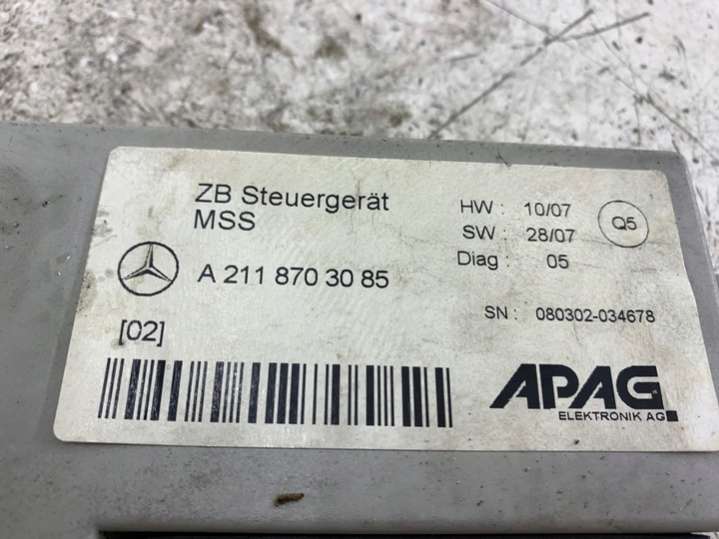 ZB Steuergerät
MSS
A 211 870 30 85
[02]
HW : 10/07
SW : 28/07
Diag : 05
Q5
SN : 080302-034678
APAG
ELEKTRONIK AG